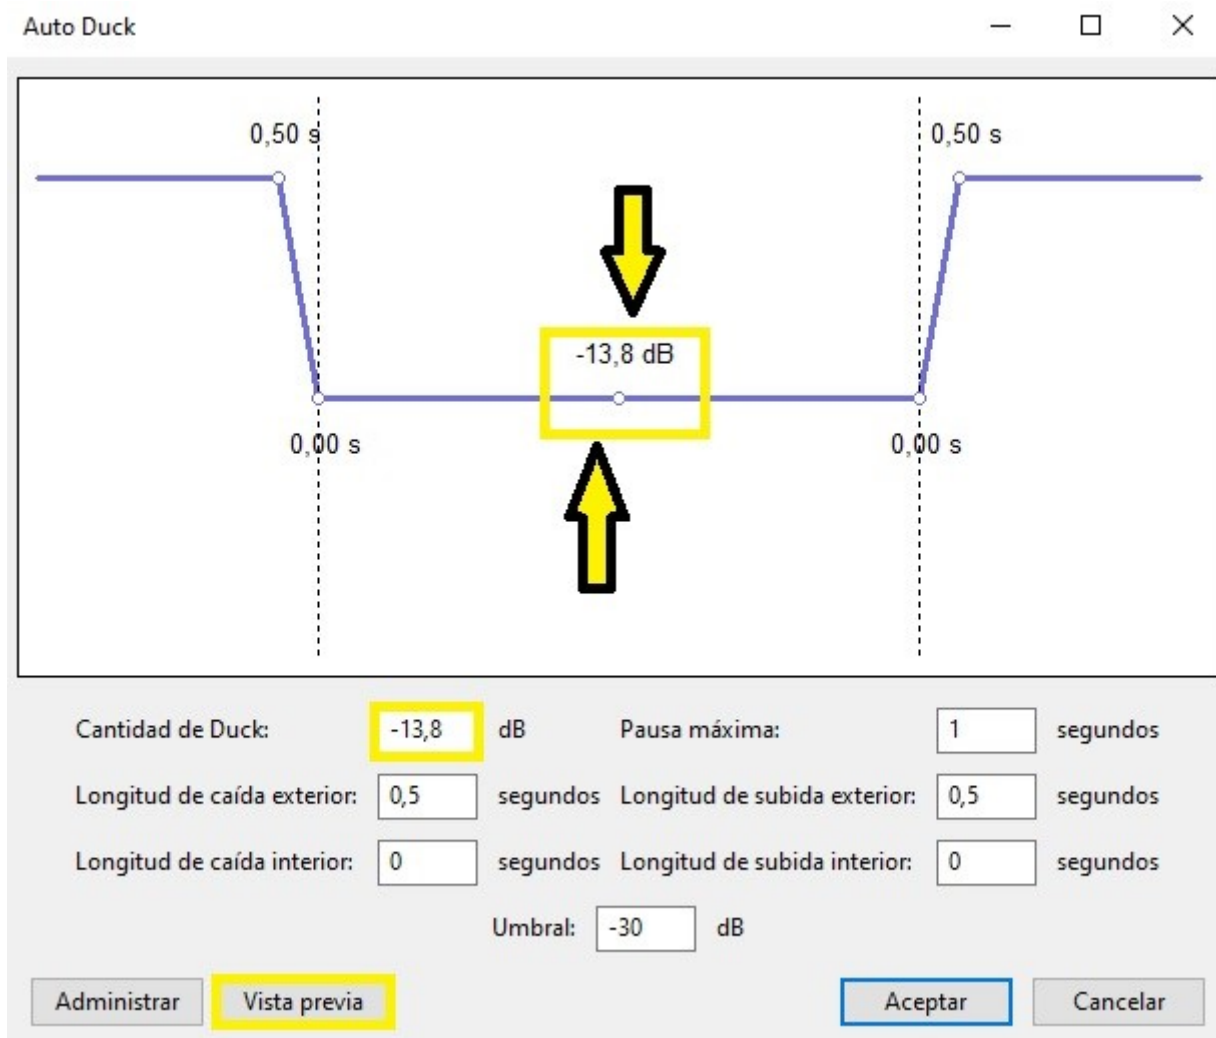 Auto Duck
0,50 s
0,50 s
-13,8 dB
0,00 s
0,00 s
Cantidad de Duck: -13,8 dB Pausa máxima: 1 segundos
Longitud de caída exterior: 0,5 segundos Longitud de subida exterior: 0,5 segundos
Longitud de caída interior: 0 segundos Longitud de subida interior: 0 segundos
Umbral: -30 dB
Administrar Vista previa Aceptar Cancelar